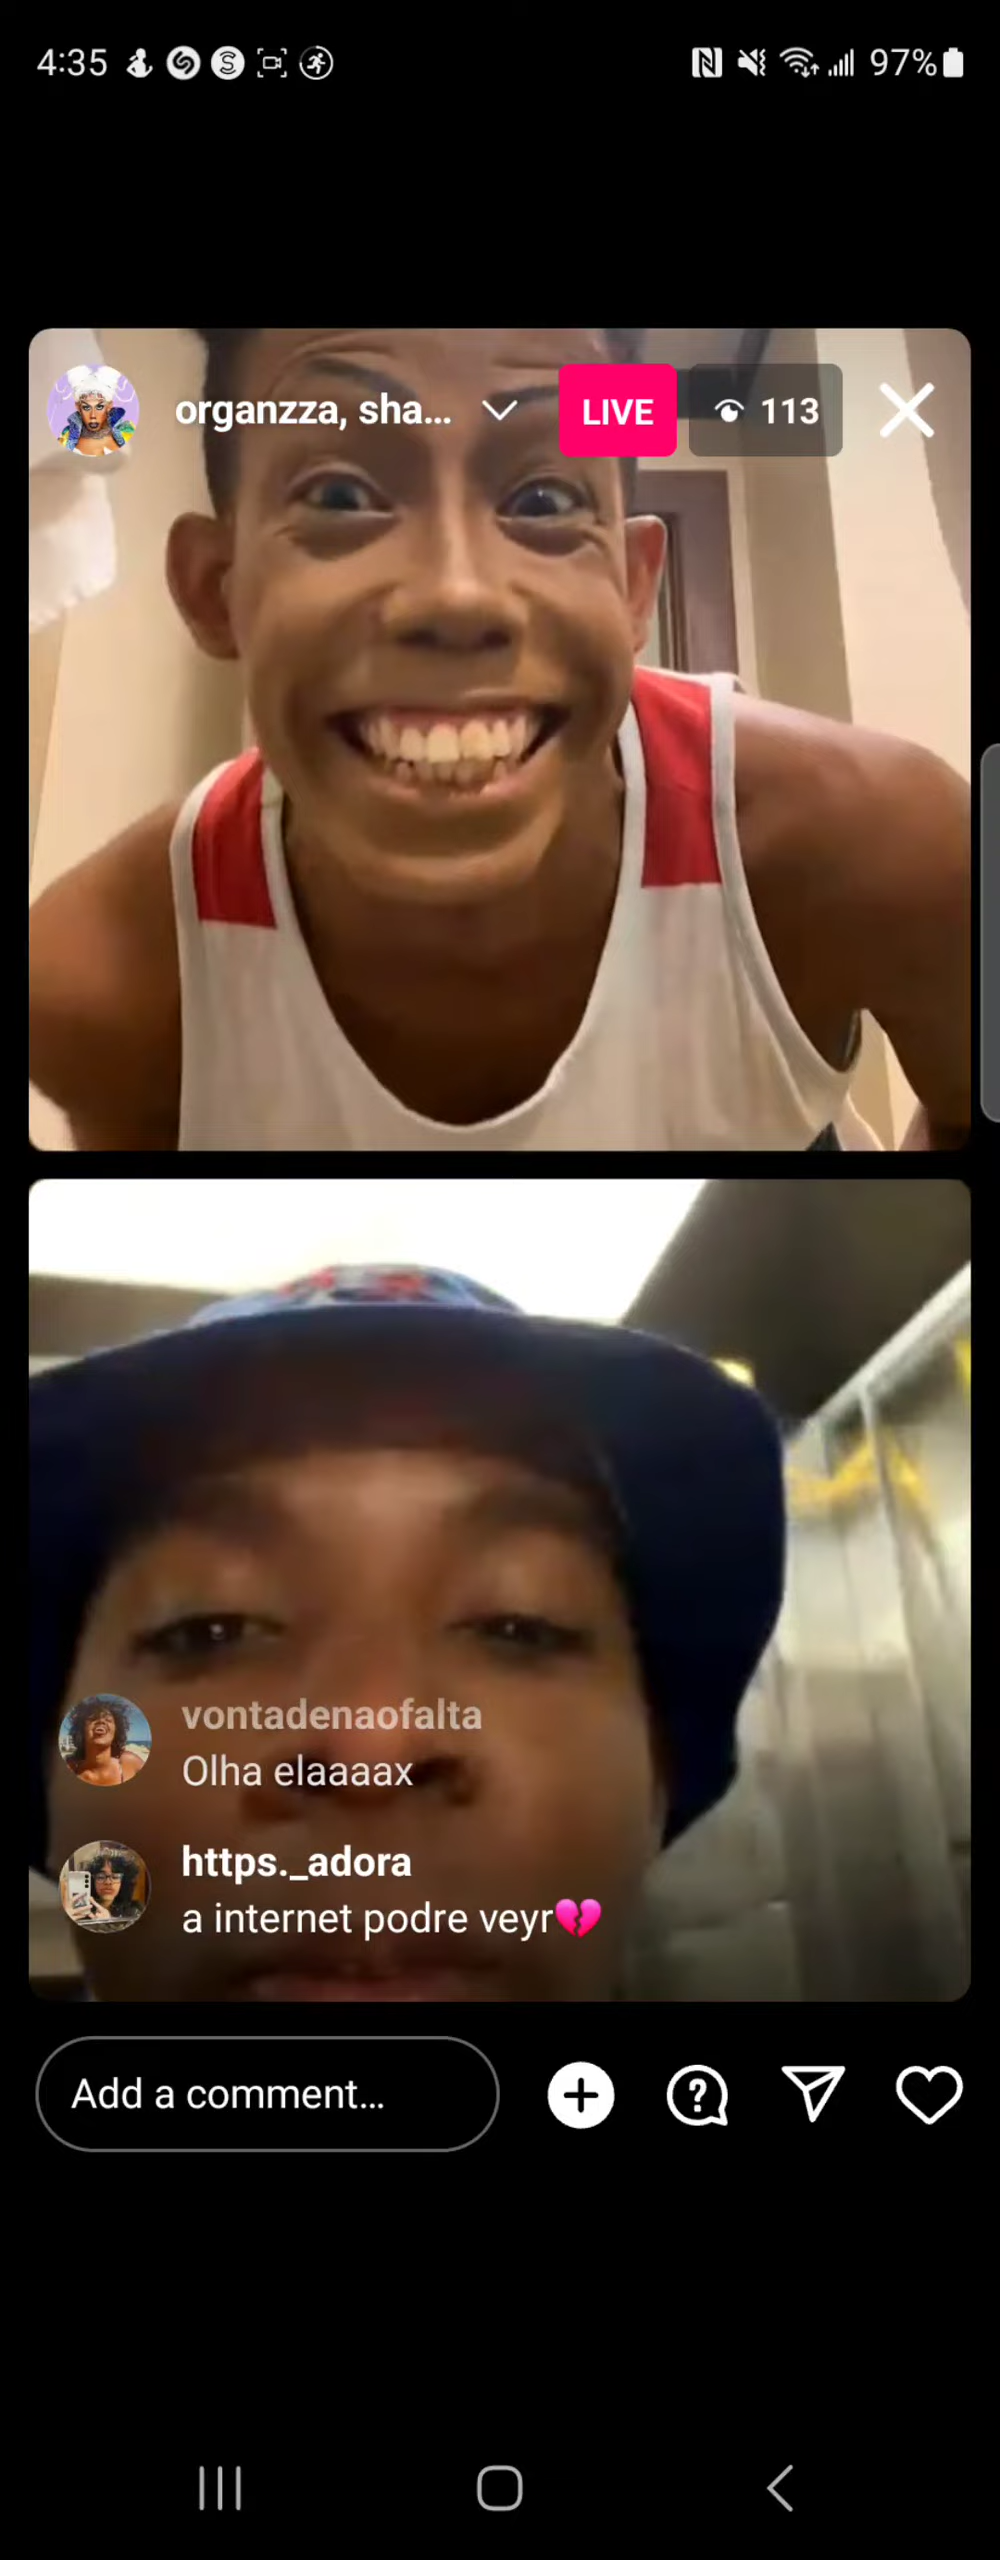 4:35
97%
organzza, sha...
LIVE
113
vontadenaofalta
Olha elaaaax
https._adora
a internet podre veyr💔
Add a comment...